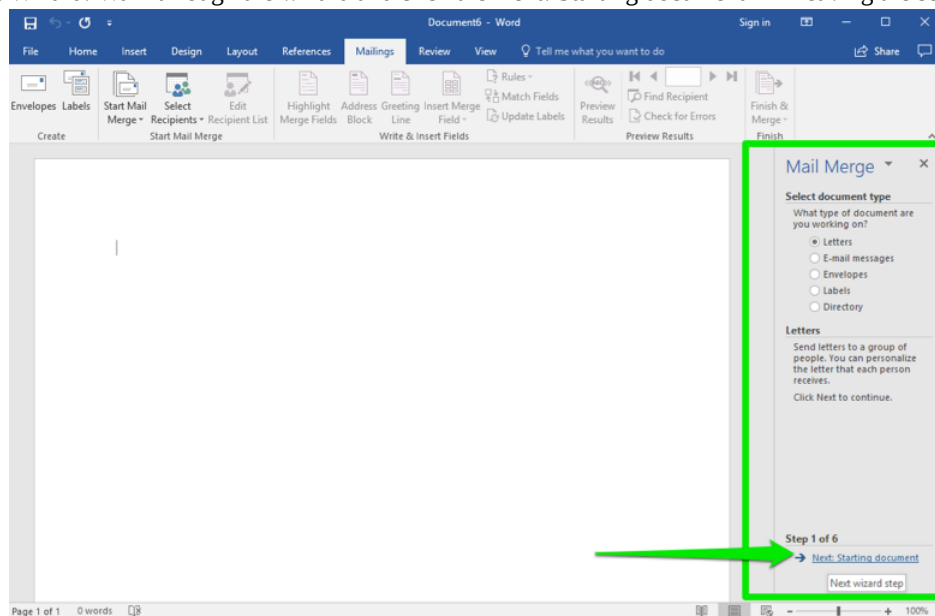 Document6 - Word
Sign in
File Home Insert Design Layout References Mailings Review View Tell me what you want to do Share
Envelopes Labels Start Mail Merge Select Recipients Edit Recipient List Highlight Merge Fields Address Block Greeting Line Insert Merge Field Rules Match Fields Update Labels Preview Results Find Recipient Check for Errors Finish & Merge
Create Start Mail Merge Write & Insert Fields Preview Results Finish
Mail Merge
Select document type
What type of document are
you working on?
Letters
E-mail messages
Envelopes
Labels
Directory
Letters
Send letters to a group of
people. You can personalize
the letter that each person
receives.
Click Next to continue.
Step 1 of 6
Next: Starting document
Next wizard step
Page 1 of 1 0 words 100%